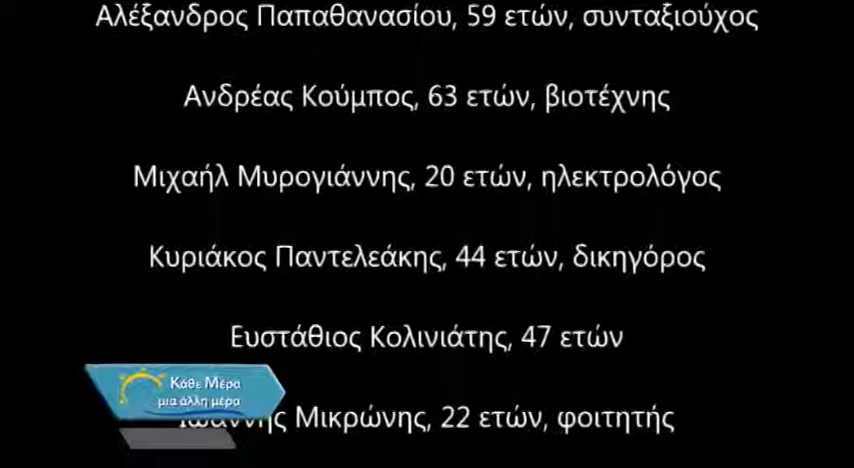 Αλέξανδρος Παπαθανασίου, 59 ετών, συνταξιούχος
Ανδρέας Κούμπος, 63 ετών, βιοτέχνης
Μιχαήλ Μυρογιάννης, 20 ετών, ηλεκτρολόγος
Κυριάκος Παντελεάκης, 44 ετών, δικηγόρος
Ευστάθιος Κολινιάτης, 47 ετών
Κάθε Μέρα
μια άλλη μέρα
Ιωάννης Μικρώνης, 22 ετών, φοιτητής